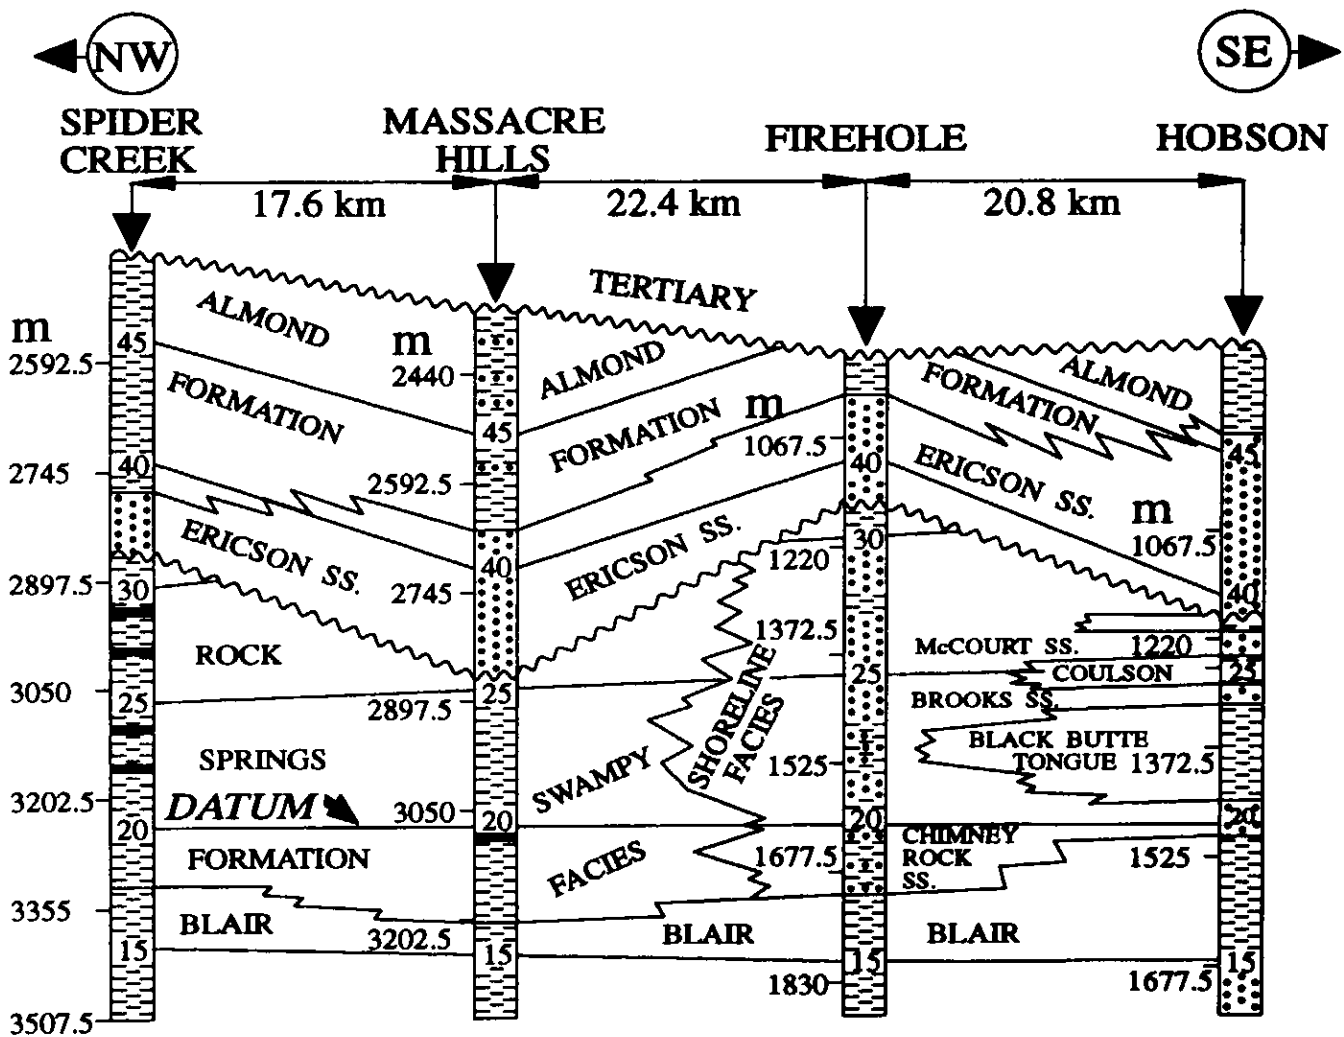 NW
SE
SPIDER
CREEK
MASSACRE
HILLS
FIREHOLE
HOBSON
17.6 km
22.4 km
20.8 km
TERTIARY
m
2592.5
2745
2897.5
3050
3202.5
3355
3507.5
45
40
30
25
20
15
ALMOND
FORMATION
ERICSON SS.
ROCK
SPRINGS
DATUM
FORMATION
BLAIR
m
2440
2592.5
2745
2897.5
3050
3202.5
45
40
25
20
15
ALMOND
FORMATION
ERICSON SS.
SWAMPY
FACIES
SHORELINE
FACIES
BLAIR
m
1067.5
1220
1372.5
1525
1677.5
1830
40
30
25
20
15
ALMOND
FORMATION
ERICSON SS.
McCOURT SS.
COULSON
BROOKS SS.
BLACK BUTTE
TONGUE
CHIMNEY
ROCK
SS.
BLAIR
m
1067.5
1220
1372.5
1525
1677.5
45
40
25
20
15